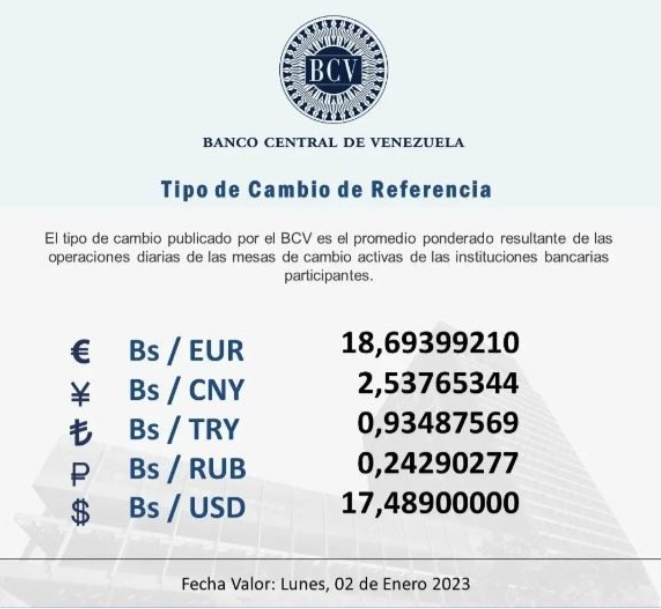 BCV
BANCO CENTRAL DE VENEZUELA
Tipo de Cambio de Referencia
El tipo de cambio publicado por el BCV es el promedio ponderado resultante de las
operaciones diarias de las mesas de cambio activas de las instituciones bancarias
participantes.
€ Bs / EUR 18,69399210
¥ Bs / CNY 2,53765344
₺ Bs / TRY 0,93487569
₽ Bs / RUB 0,24290277
$ Bs / USD 17,48900000
Fecha Valor: Lunes, 02 de Enero 2023